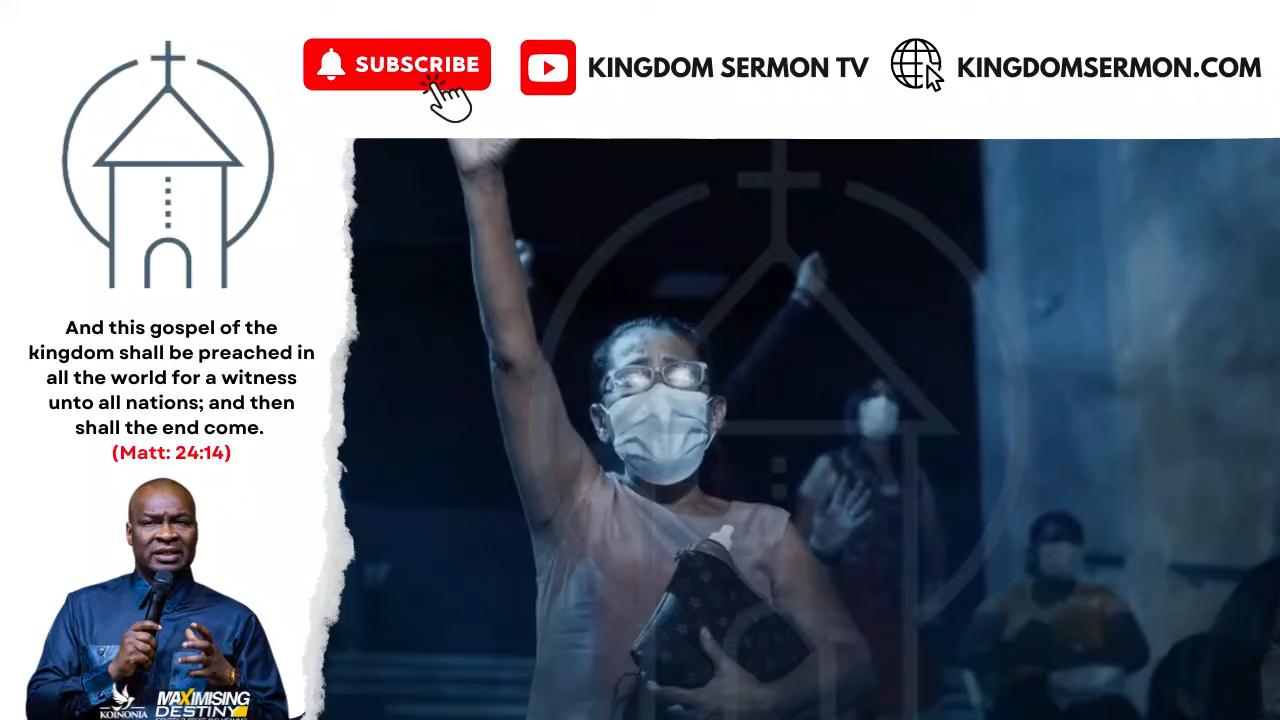 SUBSCRIBE
KINGDOM SERMON TV
KINGDOMSERMON.COM
And this gospel of the
kingdom shall be preached in
all the world for a witness
unto all nations; and then
shall the end come.
(Matt: 24:14)
KOINONIA
MAXIMISING
DESTINY